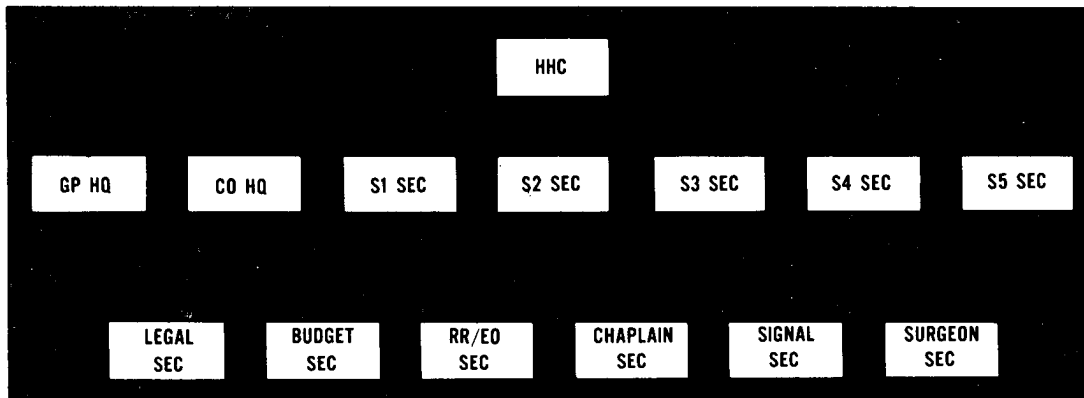 HHC
GP HQ
CO HQ
S1 SEC
S2 SEC
S3 SEC
S4 SEC
S5 SEC
LEGAL
SEC
BUDGET
SEC
RR/EO
SEC
CHAPLAIN
SEC
SIGNAL
SEC
SURGEON
SEC